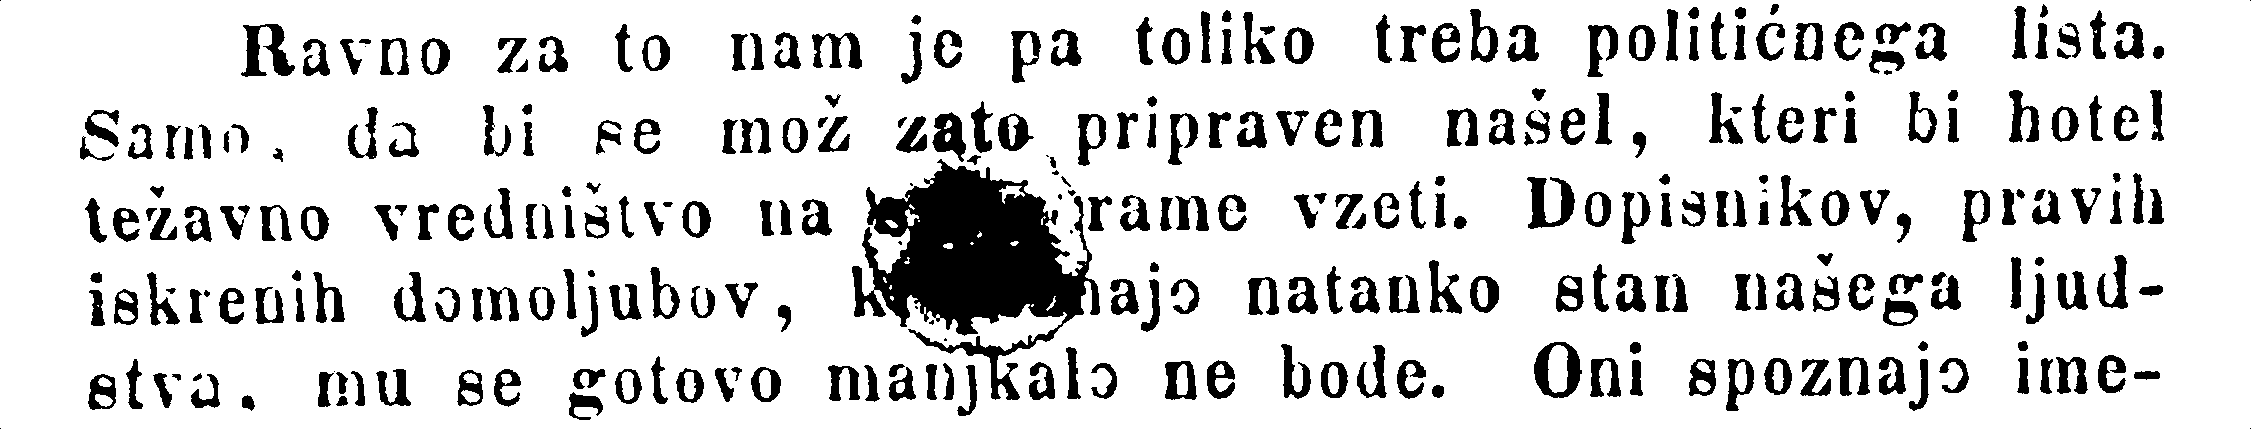 Ravno za to nam je pa toliko treba politićnega lista.
Samo, da bi se mož zato pripraven našel, kteri bi hotel
težavno vredništvo na rame vzeti. Dopisnikov, pravih
iskrenih domoljubov, natanko stan našega ljud-
stva, mu se gotovo manjkalo ne bode. Oni spoznajo ime-